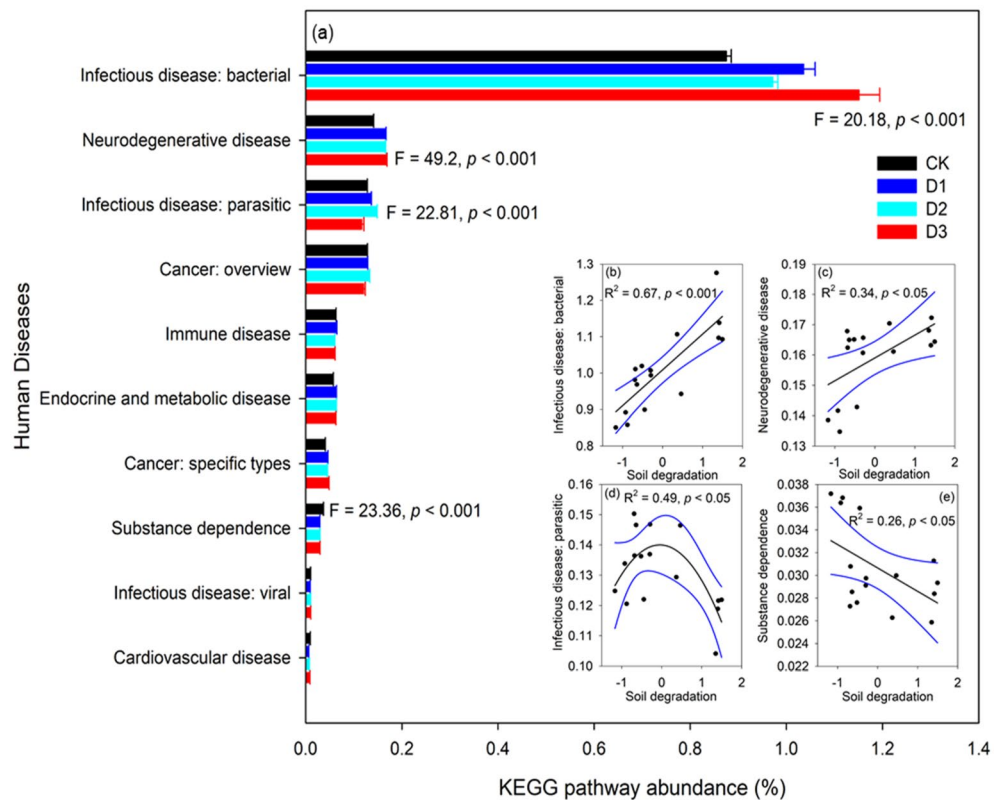 (a)
Infectious disease: bacterial
F = 20.18, p < 0.001
Neurodegenerative disease
F = 49.2, p < 0.001
Infectious disease: parasitic
F = 22.81, p < 0.001
Cancer: overview
Immune disease
Endocrine and metabolic disease
Cancer: specific types
Substance dependence
F = 23.36, p < 0.001
Infectious disease: viral
Cardiovascular disease
Human Diseases
CK
D1
D2
D3
0.0 0.2 0.4 0.6 0.8 1.0 1.2 1.4
KEGG pathway abundance (%)
(b)
R² = 0.67, p < 0.001
Infectious disease: bacterial
1.3
1.2
1.1
1.0
0.9
0.8
-1 0 1 2
Soil degradation
(c)
R² = 0.34, p < 0.05
Neurodegenerative disease
0.19
0.18
0.17
0.16
0.15
0.14
0.13
-1 0 1 2
Soil degradation
(d)
R² = 0.49, p < 0.05
Infectious disease: parasitic
0.16
0.15
0.14
0.13
0.12
0.11
0.10
-1 0 1 2
Soil degradation
(e)
R² = 0.26, p < 0.05
Substance dependence
0.038
0.036
0.034
0.032
0.030
0.028
0.026
0.024
0.022
-1 0 1 2
Soil degradation